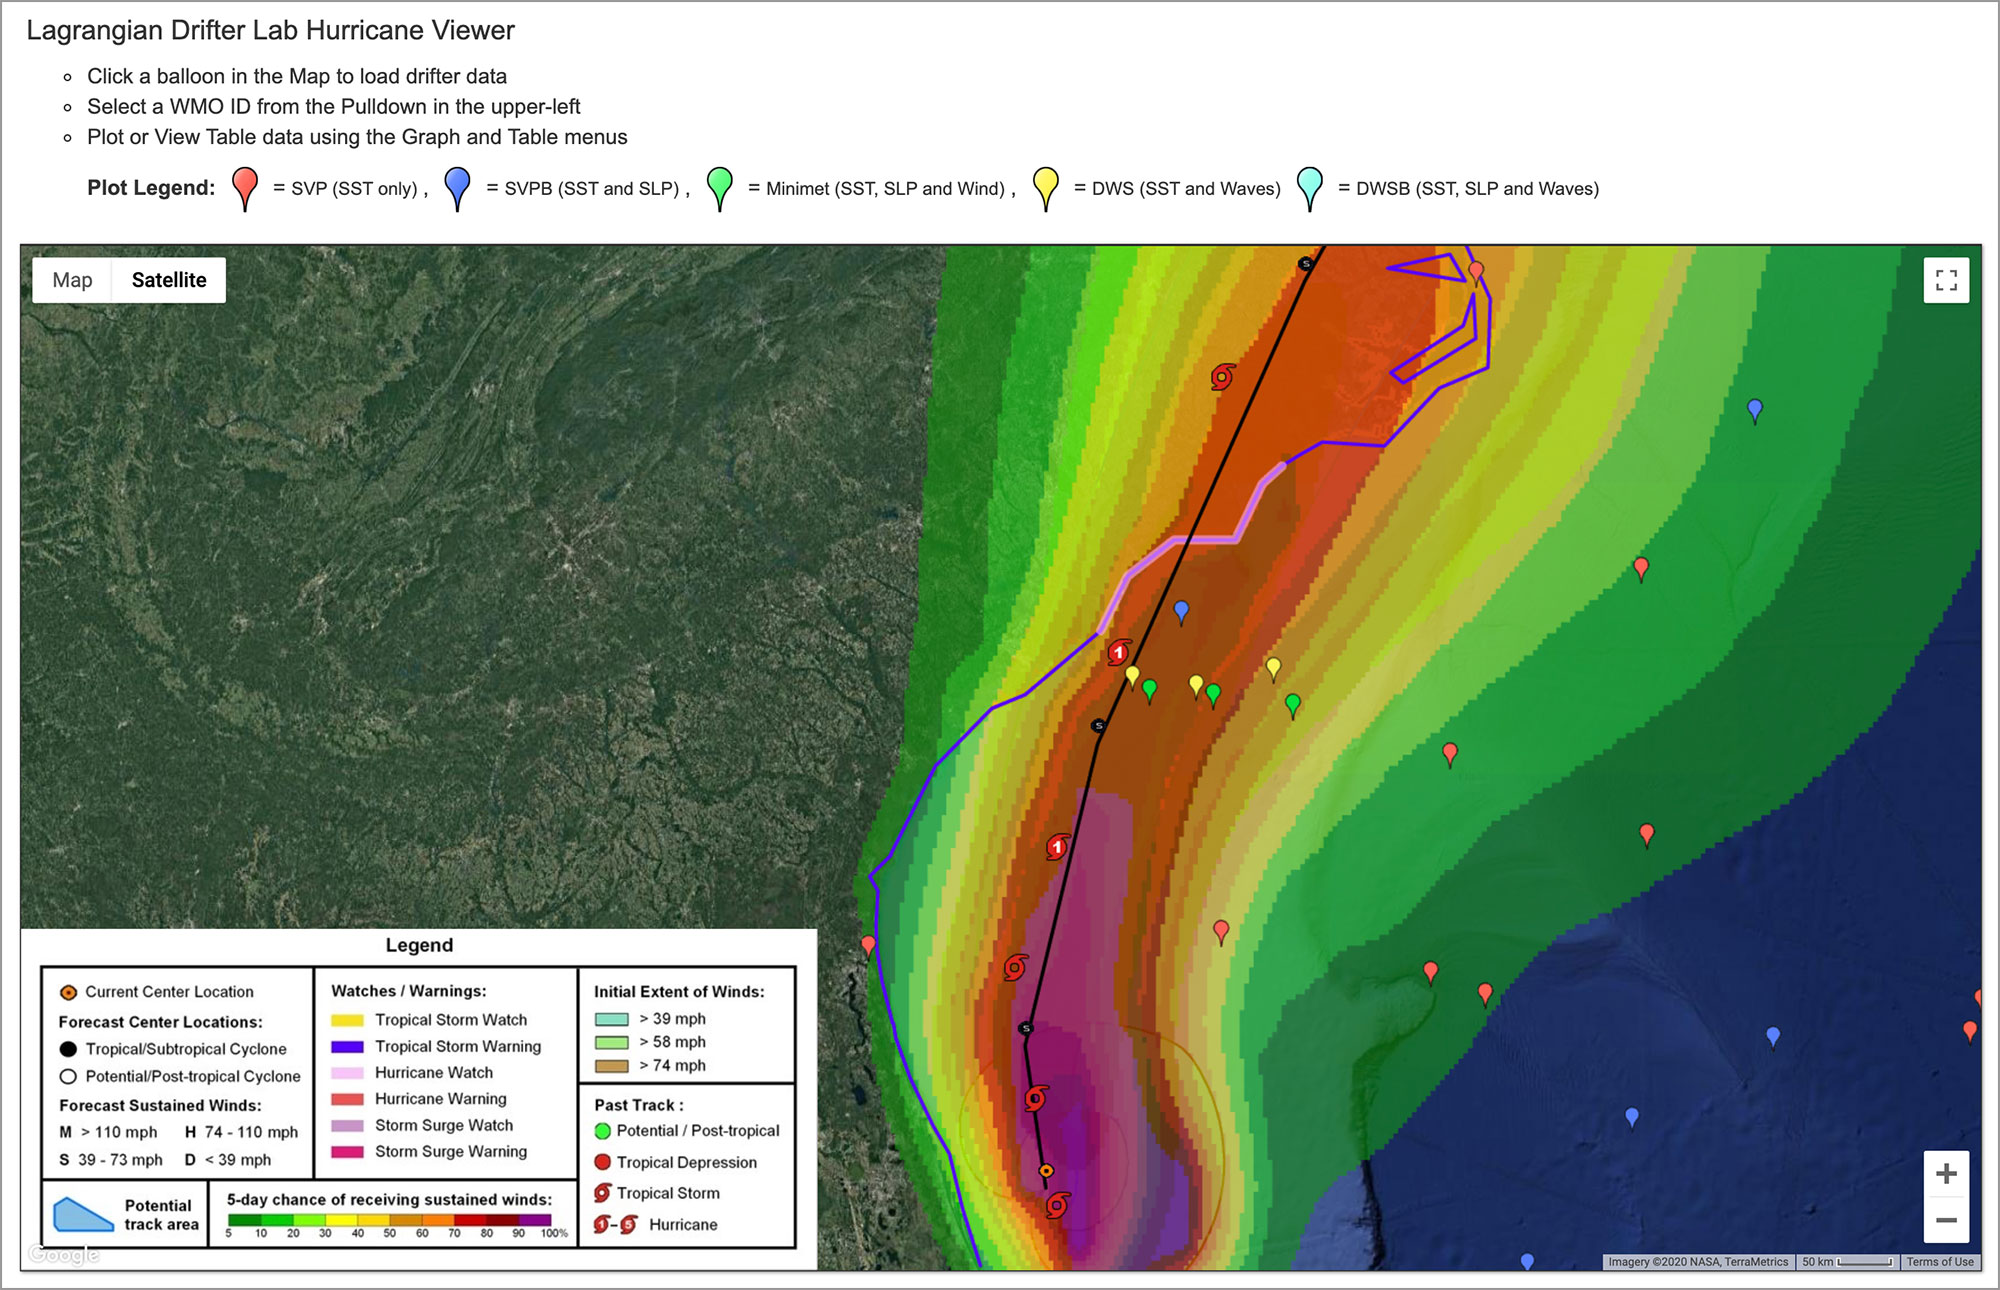 Lagrangian Drifter Lab Hurricane Viewer
Click a balloon in the Map to load drifter data
Select a WMO ID from the Pulldown in the upper-left
Plot or View Table data using the Graph and Table menus
Plot Legend: = SVP (SST only) , = SVPB (SST and SLP) , = Minimet (SST, SLP and Wind) , = DWS (SST and Waves) = DWSB (SST, SLP and Waves)
Map Satellite
S
1
S
1
S
Legend
Current Center Location
Forecast Center Locations:
Tropical/Subtropical Cyclone
Potential/Post-tropical Cyclone
Forecast Sustained Winds:
M > 110 mph H 74 - 110 mph
S 39 - 73 mph D < 39 mph
Watches / Warnings:
Tropical Storm Watch
Tropical Storm Warning
Hurricane Watch
Hurricane Warning
Storm Surge Watch
Storm Surge Warning
Initial Extent of Winds:
> 39 mph
> 58 mph
> 74 mph
Past Track :
Potential / Post-tropical
Tropical Depression
Tropical Storm
1 - 5 Hurricane
Potential
track area
5-day chance of receiving sustained winds:
5 10 20 30 40 50 60 70 80 90 100%
Google
Imagery ©2020 NASA, TerraMetrics 50 km Terms of Use